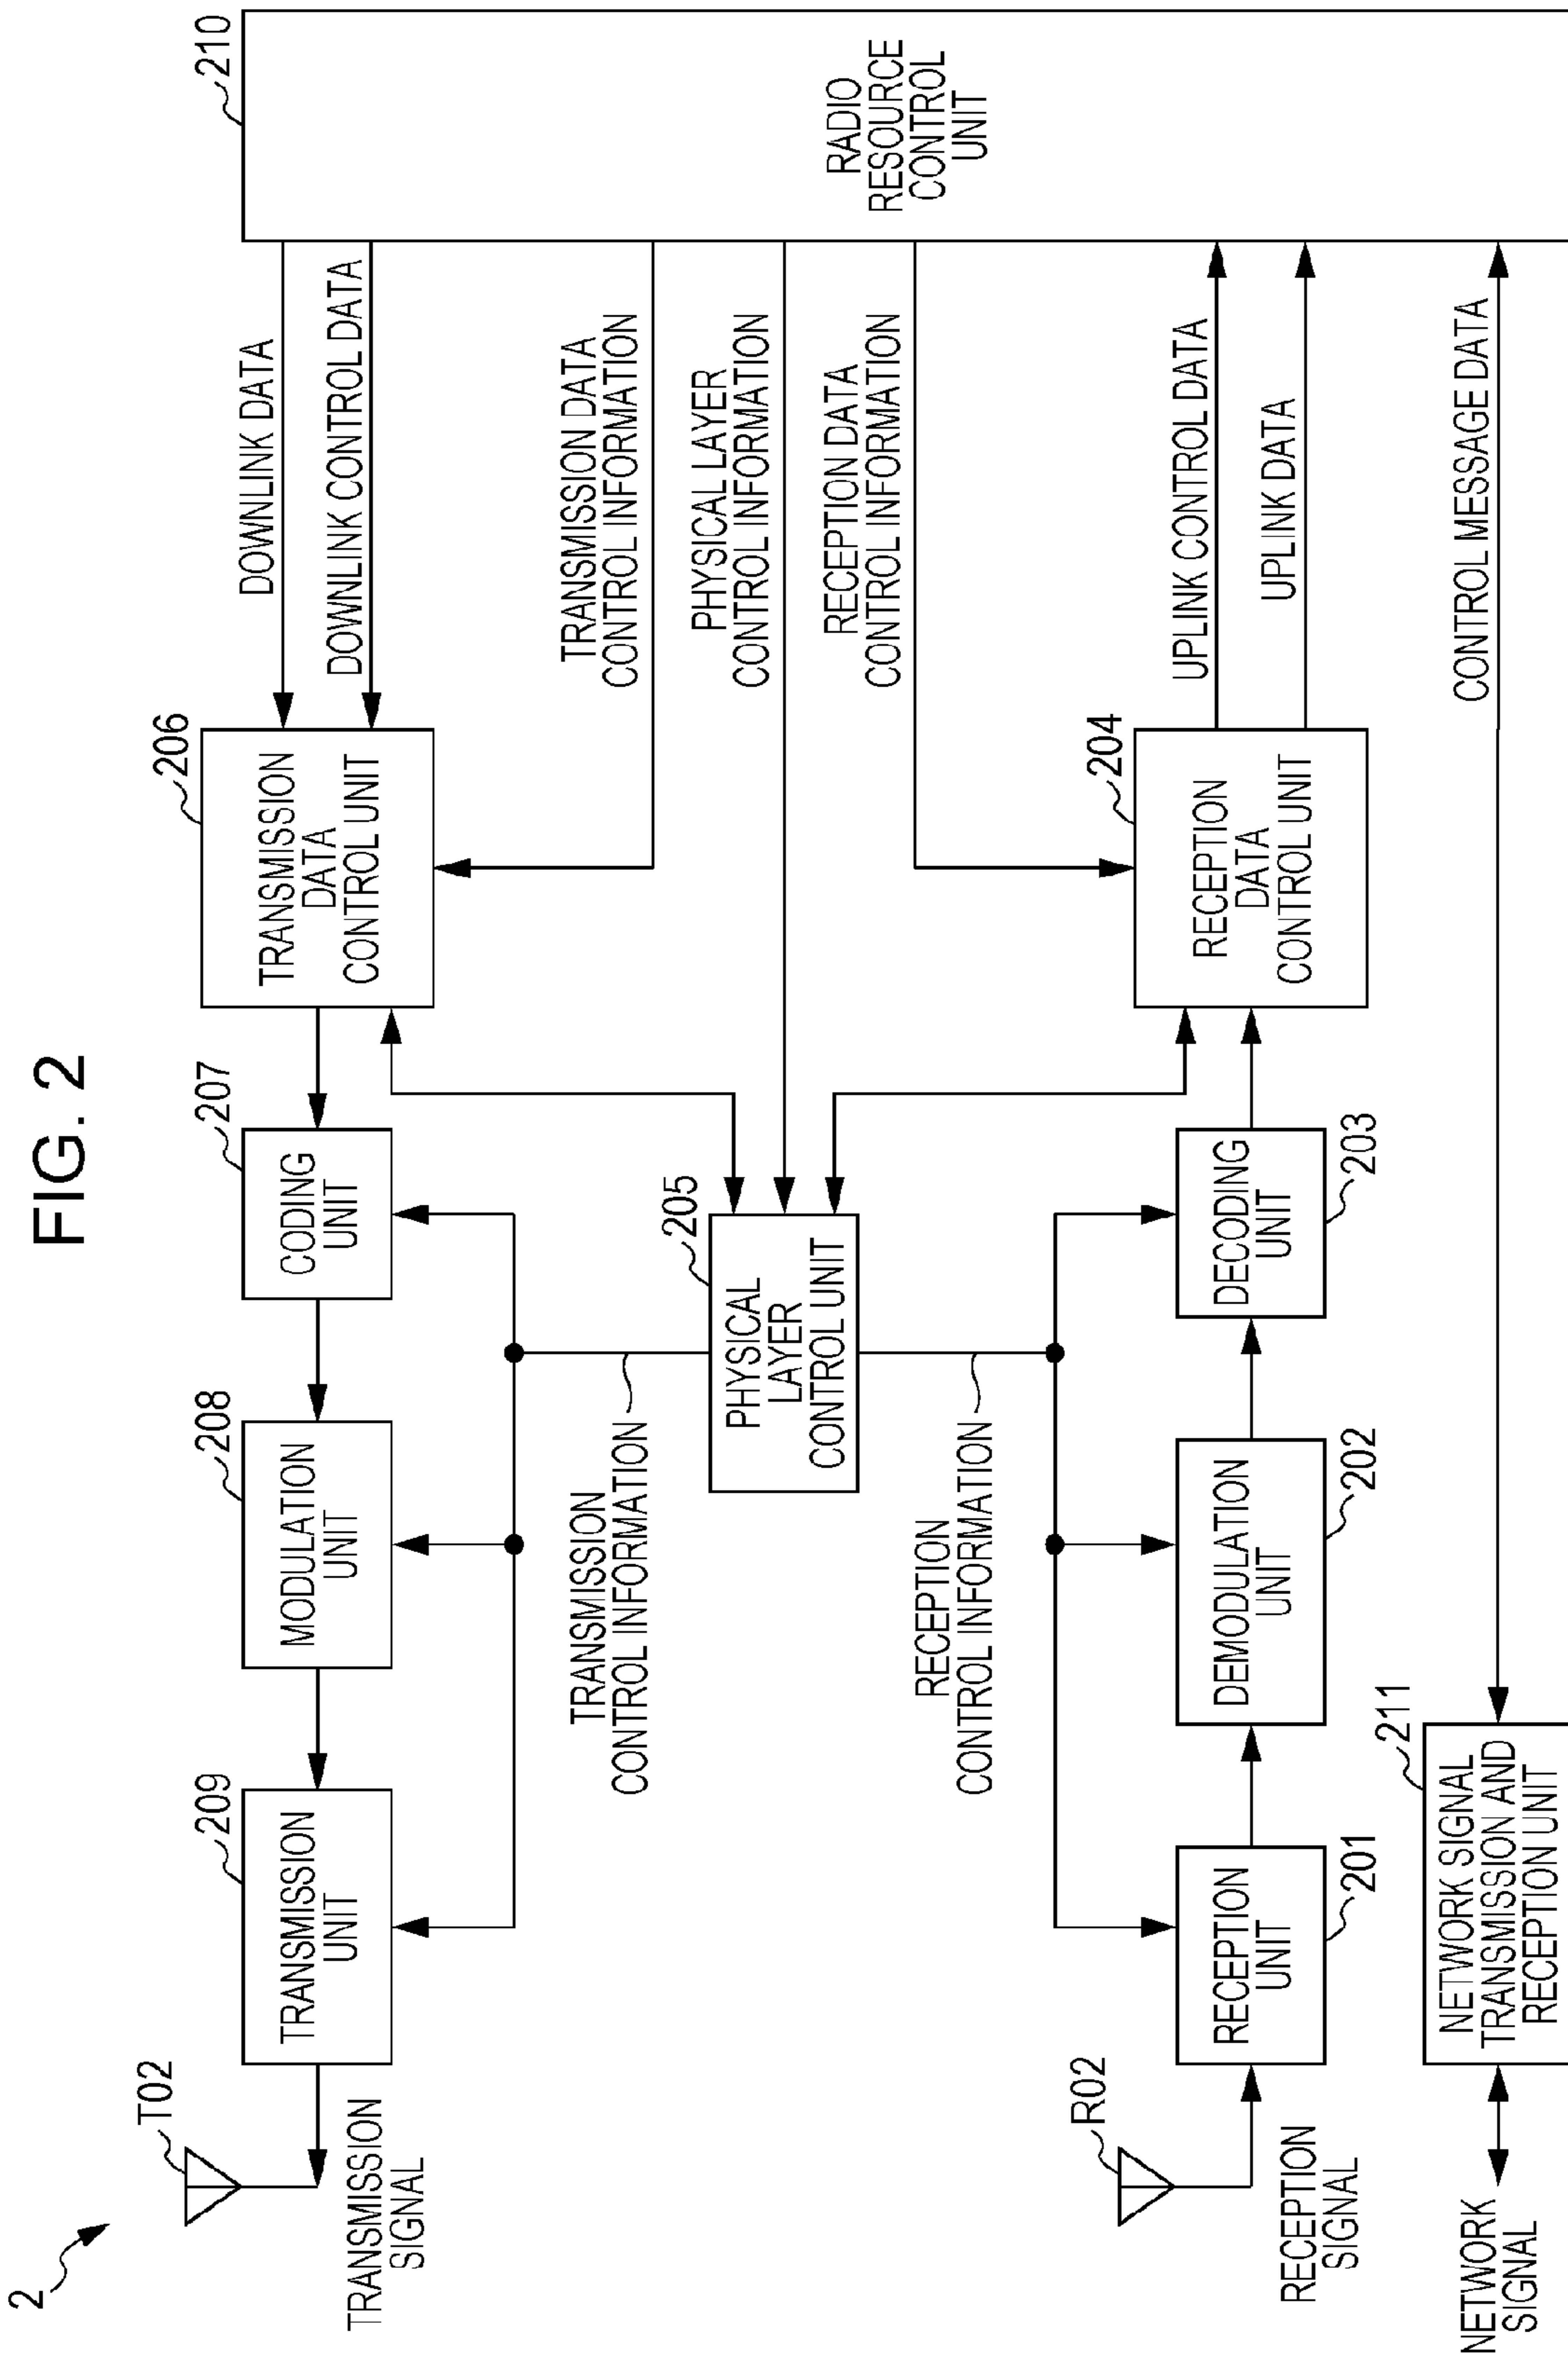 FIG. 2
2
T02
TRANSMISSION
SIGNAL
209
TRANSMISSION
UNIT
208
MODULATION
UNIT
207
CODING
UNIT
206
TRANSMISSION
DATA
CONTROL UNIT
DOWNLINK DATA
DOWNLINK CONTROL DATA
210
RADIO
RESOURCE
CONTROL
UNIT
TRANSMISSION DATA
CONTROL INFORMATION
TRANSMISSION
CONTROL INFORMATION
205
PHYSICAL
LAYER
CONTROL UNIT
PHYSICAL LAYER
CONTROL INFORMATION
RECEPTION DATA
CONTROL INFORMATION
RECEPTION
CONTROL INFORMATION
R02
RECEPTION
SIGNAL
RECEPTION
UNIT
201
DEMODULATION
UNIT
202
DECODING
UNIT
203
204
RECEPTION
DATA
CONTROL UNIT
UPLINK CONTROL DATA
UPLINK DATA
NETWORK
SIGNAL
211
NETWORK SIGNAL
TRANSMISSION AND
RECEPTION UNIT
CONTROL MESSAGE DATA